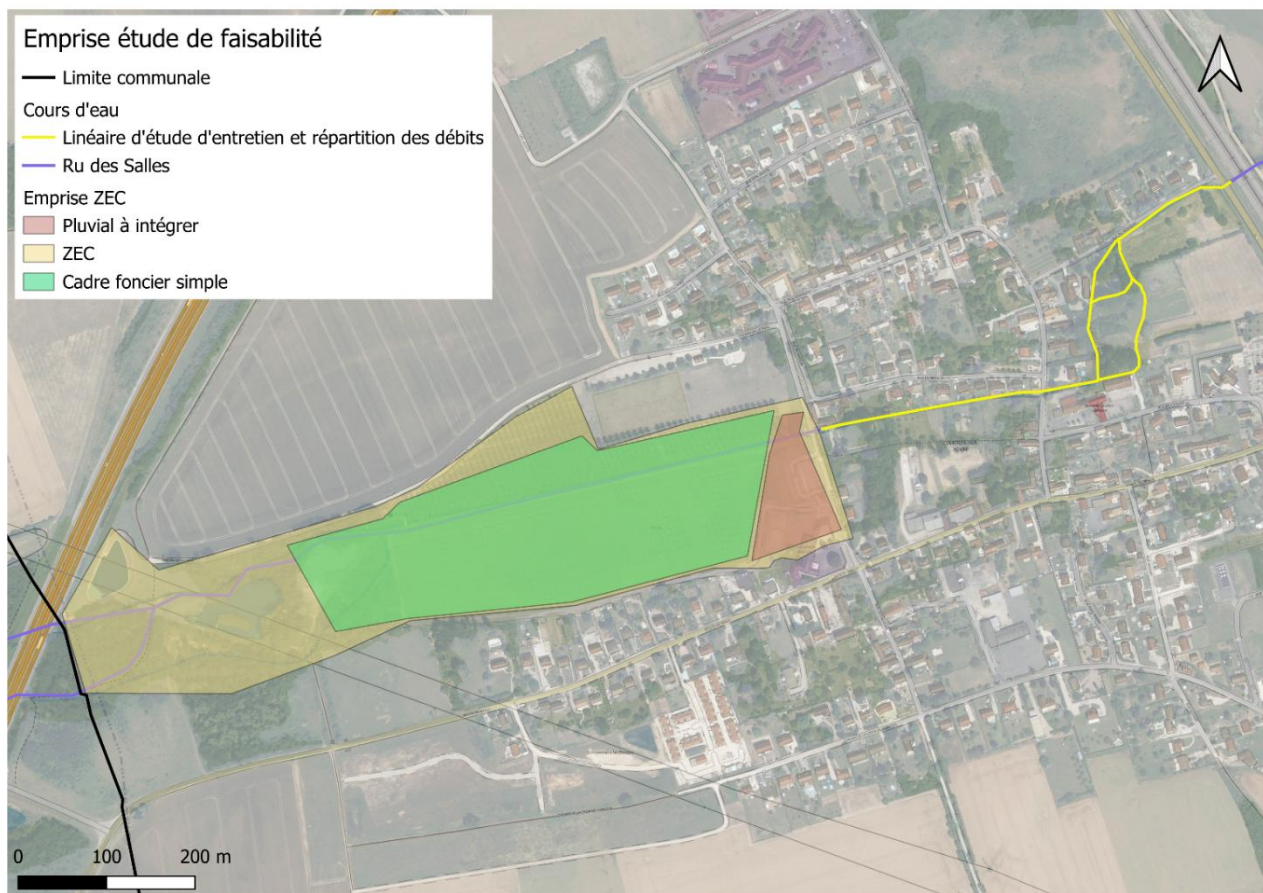 Emprise étude de faisabilité
Limite communale
Cours d'eau
Linéaire d'étude d'entretien et répartition des débits
Ru des Salles
Emprise ZEC
Pluvial à intégrer
ZEC
Cadre foncier simple
0 100 200 m